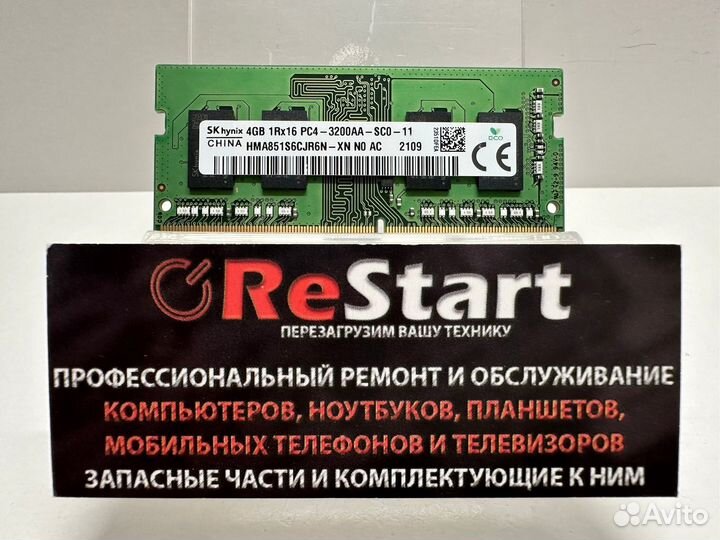 SK hynix 4GB 1Rx16 PC4-3200AA-SC0-11
CHINA HMA851S6CJR6N-XN N0 AC 2109
ECO
ReStart
ПЕРЕЗАГРУЗИМ ВАШУ ТЕХНИКУ
ПРОФЕССИОНАЛЬНЫЙ РЕМОНТ И ОБСЛУЖИВАНИЕ
КОМПЬЮТЕРОВ, НОУТБУКОВ, ПЛАНШЕТОВ,
МОБИЛЬНЫХ ТЕЛЕФОНОВ И ТЕЛЕВИЗОРОВ
ЗАПАСНЫЕ ЧАСТИ И КОМПЛЕКТУЮЩИЕ К НИМ
Avito